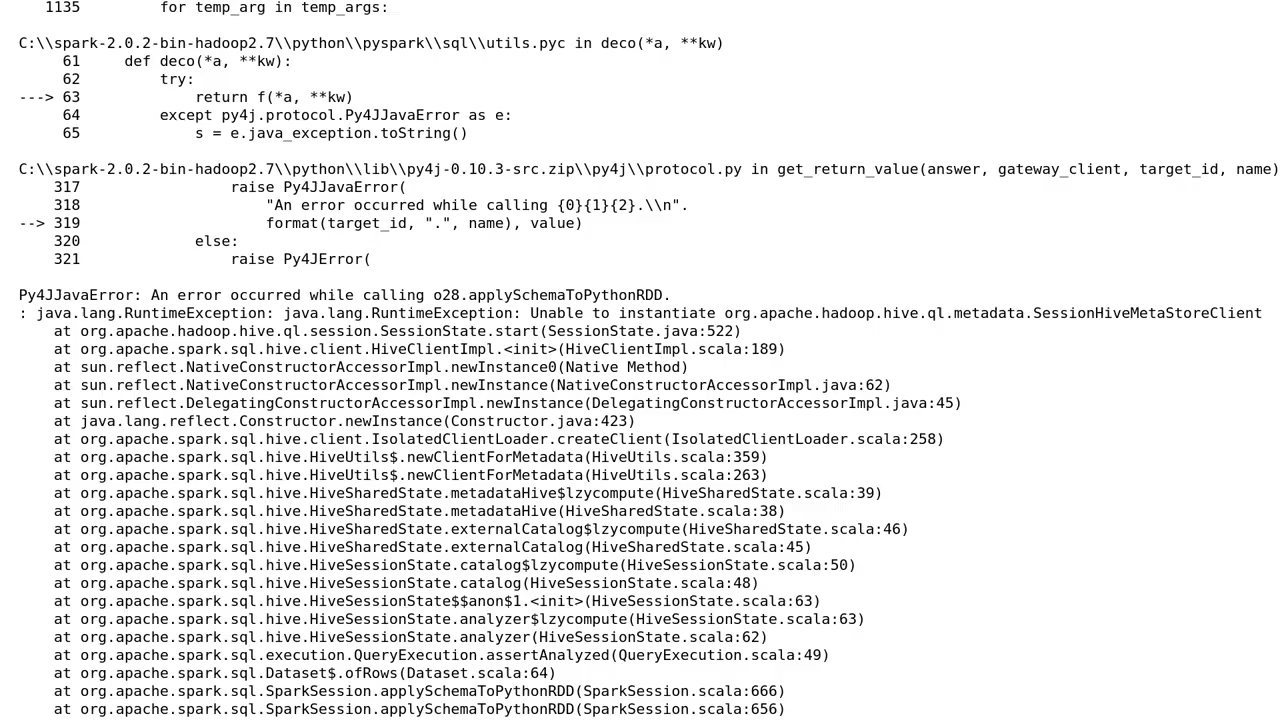 1135         for temp_arg in temp_args:
C:\\spark-2.0.2-bin-hadoop2.7\\python\\pyspark\\sql\\utils.pyc in deco(*a, **kw)
     61     def deco(*a, **kw):
     62         try:
---> 63             return f(*a, **kw)
     64         except py4j.protocol.Py4JJavaError as e:
     65             s = e.java_exception.toString()
C:\\spark-2.0.2-bin-hadoop2.7\\python\\lib\\py4j-0.10.3-src.zip\\py4j\\protocol.py in get_return_value(answer, gateway_client, target_id, name)
    317                 raise Py4JJavaError(
    318                     "An error occurred while calling {0}{1}{2}.\\n".
--> 319                     format(target_id, ".", name), value)
    320             else:
    321                 raise Py4JError(
Py4JJavaError: An error occurred while calling o28.applySchemaToPythonRDD.
: java.lang.RuntimeException: java.lang.RuntimeException: Unable to instantiate org.apache.hadoop.hive.ql.metadata.SessionHiveMetaStoreClient
    at org.apache.hadoop.hive.ql.session.SessionState.start(SessionState.java:522)
    at org.apache.spark.sql.hive.client.HiveClientImpl.<init>(HiveClientImpl.scala:189)
    at sun.reflect.NativeConstructorAccessorImpl.newInstance0(Native Method)
    at sun.reflect.NativeConstructorAccessorImpl.newInstance(NativeConstructorAccessorImpl.java:62)
    at sun.reflect.DelegatingConstructorAccessorImpl.newInstance(DelegatingConstructorAccessorImpl.java:45)
    at java.lang.reflect.Constructor.newInstance(Constructor.java:423)
    at org.apache.spark.sql.hive.client.IsolatedClientLoader.createClient(IsolatedClientLoader.scala:258)
    at org.apache.spark.sql.hive.HiveUtils$.newClientForMetadata(HiveUtils.scala:359)
    at org.apache.spark.sql.hive.HiveUtils$.newClientForMetadata(HiveUtils.scala:263)
    at org.apache.spark.sql.hive.HiveSharedState.metadataHive$lzycompute(HiveSharedState.scala:39)
    at org.apache.spark.sql.hive.HiveSharedState.metadataHive(HiveSharedState.scala:38)
    at org.apache.spark.sql.hive.HiveSharedState.externalCatalog$lzycompute(HiveSharedState.scala:46)
    at org.apache.spark.sql.hive.HiveSharedState.externalCatalog(HiveSharedState.scala:45)
    at org.apache.spark.sql.hive.HiveSessionState.catalog$lzycompute(HiveSessionState.scala:50)
    at org.apache.spark.sql.hive.HiveSessionState.catalog(HiveSessionState.scala:48)
    at org.apache.spark.sql.hive.HiveSessionState$$anon$1.<init>(HiveSessionState.scala:63)
    at org.apache.spark.sql.hive.HiveSessionState.analyzer$lzycompute(HiveSessionState.scala:63)
    at org.apache.spark.sql.hive.HiveSessionState.analyzer(HiveSessionState.scala:62)
    at org.apache.spark.sql.execution.QueryExecution.assertAnalyzed(QueryExecution.scala:49)
    at org.apache.spark.sql.Dataset$.ofRows(Dataset.scala:64)
    at org.apache.spark.sql.SparkSession.applySchemaToPythonRDD(SparkSession.scala:666)
    at org.apache.spark.sql.SparkSession.applySchemaToPythonRDD(SparkSession.scala:656)